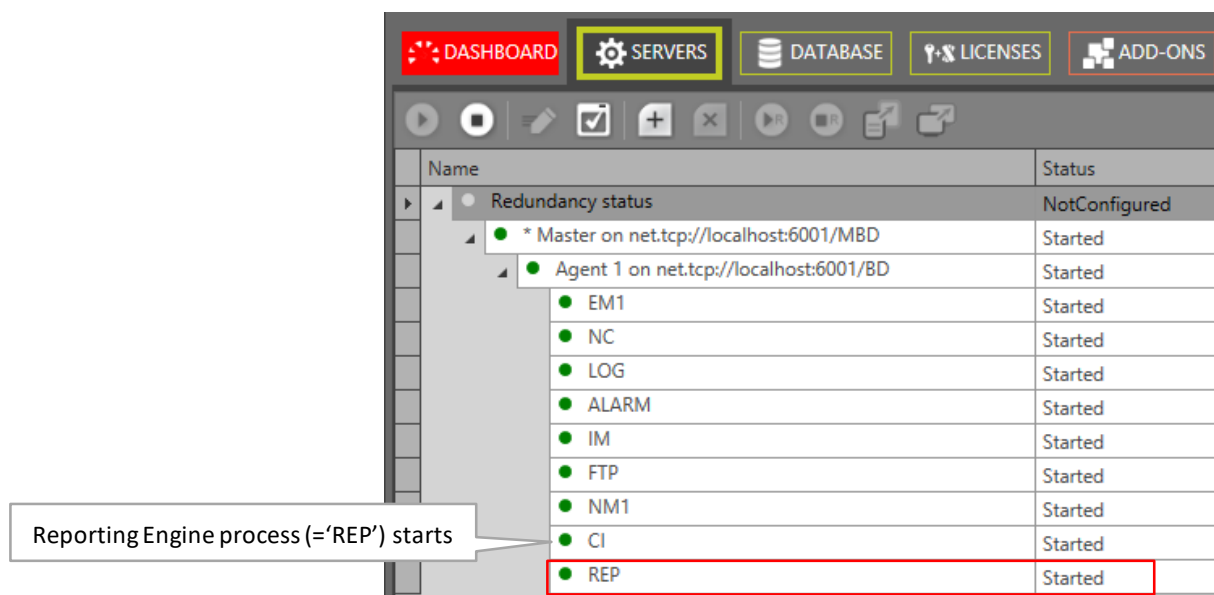 DASHBOARD SERVERS DATABASE LICENSES ADD-ONS
R R
Name Status
Redundancy status NotConfigured
* Master on net.tcp://localhost:6001/MBD Started
Agent 1 on net.tcp://localhost:6001/BD Started
EM1 Started
NC Started
LOG Started
ALARM Started
IM Started
FTP Started
NM1 Started
Reporting Engine process (=‘REP’) starts
CI Started
REP Started